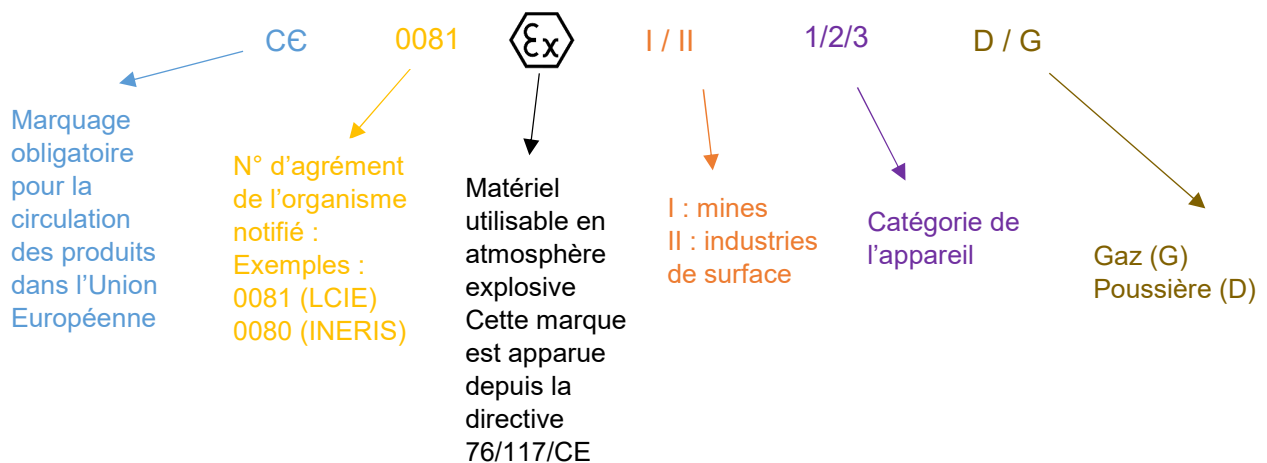 CЄ 0081 Ex I / II 1/2/3 D / G
Marquage
obligatoire
pour la
circulation
des produits
dans l’Union
Européenne
N° d’agrément
de l’organisme
notifié :
Exemples :
0081 (LCIE)
0080 (INERIS)
Matériel
utilisable en
atmosphère
explosive
Cette marque
est apparue
depuis la
directive
76/117/CE
I : mines
II : industries
de surface
Catégorie de
l’appareil
Gaz (G)
Poussière (D)